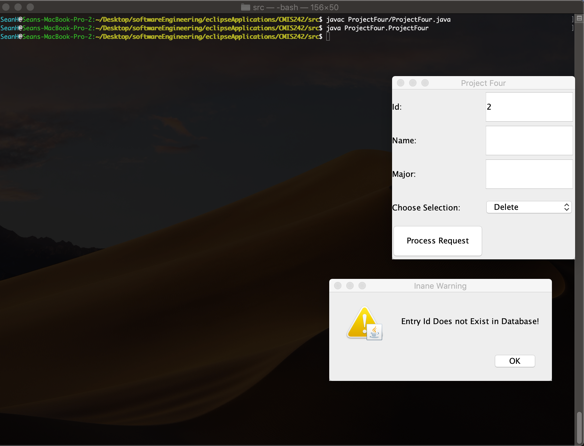 src — -bash — 156×50
SeanH@Seans-MacBook-Pro-2:~/Desktop/softwareEngineering/eclipseApplications/CMIS242/src$ javac ProjectFour/ProjectFour.java
SeanH@Seans-MacBook-Pro-2:~/Desktop/softwareEngineering/eclipseApplications/CMIS242/src$ java ProjectFour.ProjectFour
SeanH@Seans-MacBook-Pro-2:~/Desktop/softwareEngineering/eclipseApplications/CMIS242/src$
Project Four
Id: 2
Name:
Major:
Choose Selection: Delete
Process Request
Inane Warning
Entry Id Does not Exist in Database!
OK